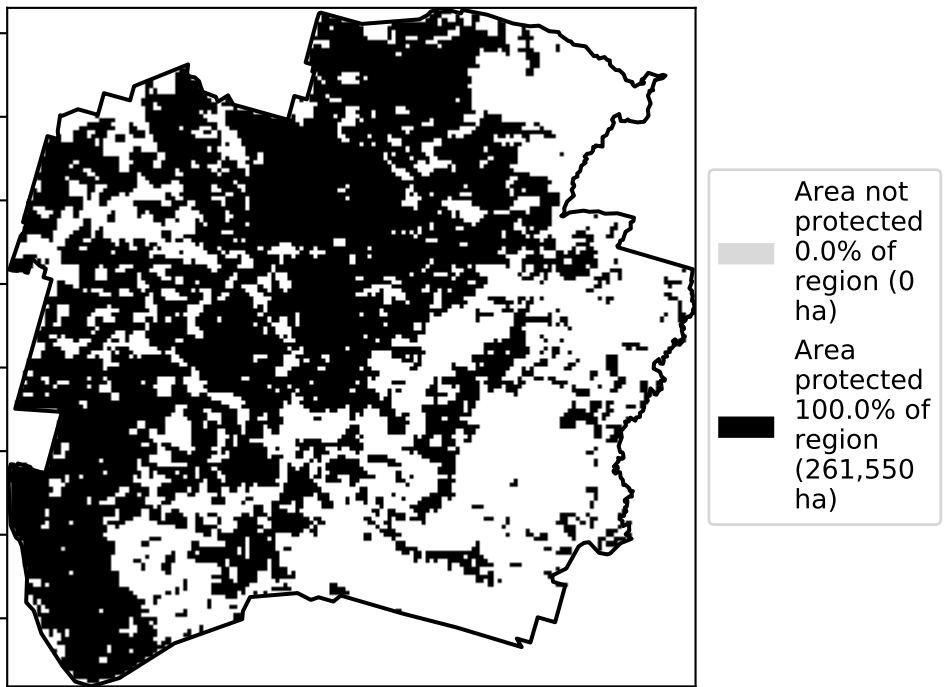 Area not
protected
0.0% of
region (0
ha)
Area
protected
100.0% of
region
(261,550
ha)